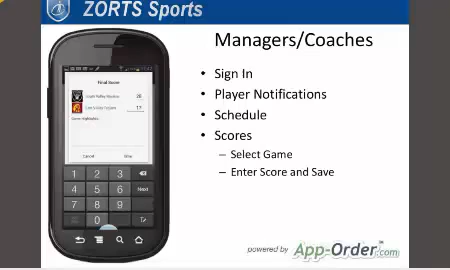 ZORTS Sports
Managers/Coaches
• Sign In
• Player Notifications
• Schedule
• Scores
– Select Game
– Enter Score and Save
Final Score
Cancel
Save
1 2 3
4 5 6 Next
7 8 9
0
powered by App-Order.com